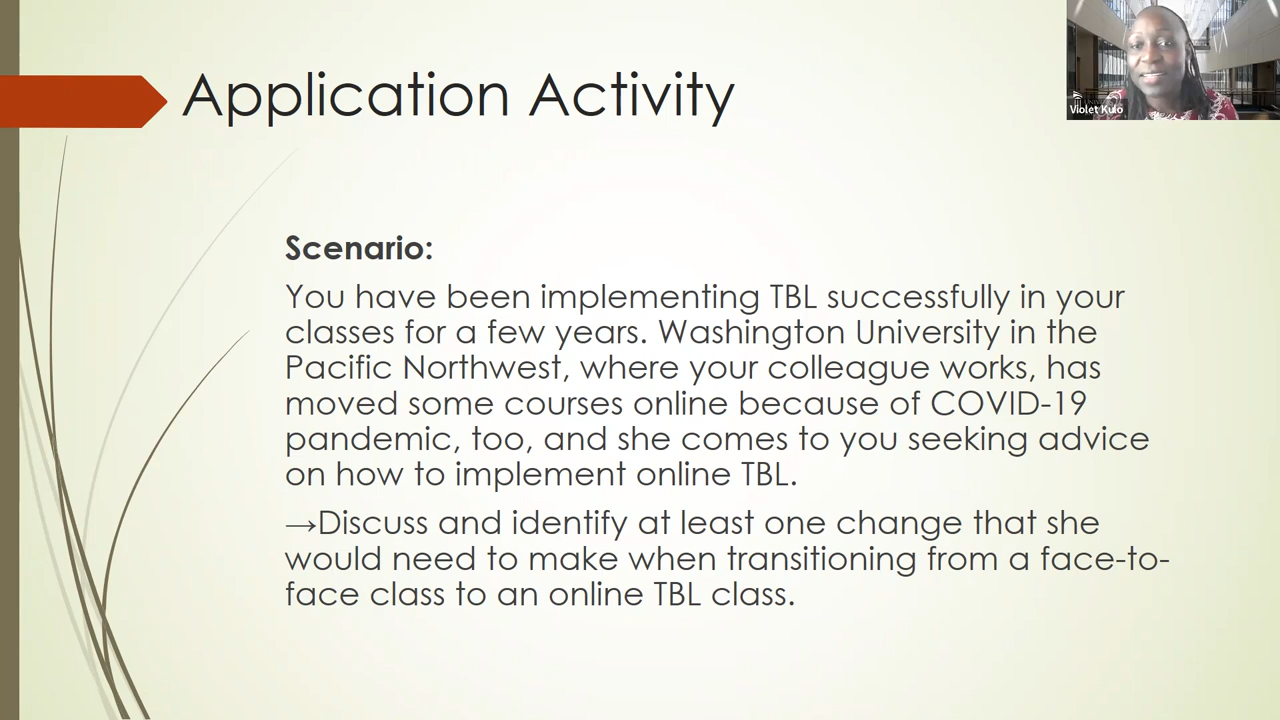 Application Activity
Violet Kulo
Scenario:
You have been implementing TBL successfully in your
classes for a few years. Washington University in the
Pacific Northwest, where your colleague works, has
moved some courses online because of COVID-19
pandemic, too, and she comes to you seeking advice
on how to implement online TBL.
→Discuss and identify at least one change that she
would need to make when transitioning from a face-to-
face class to an online TBL class.